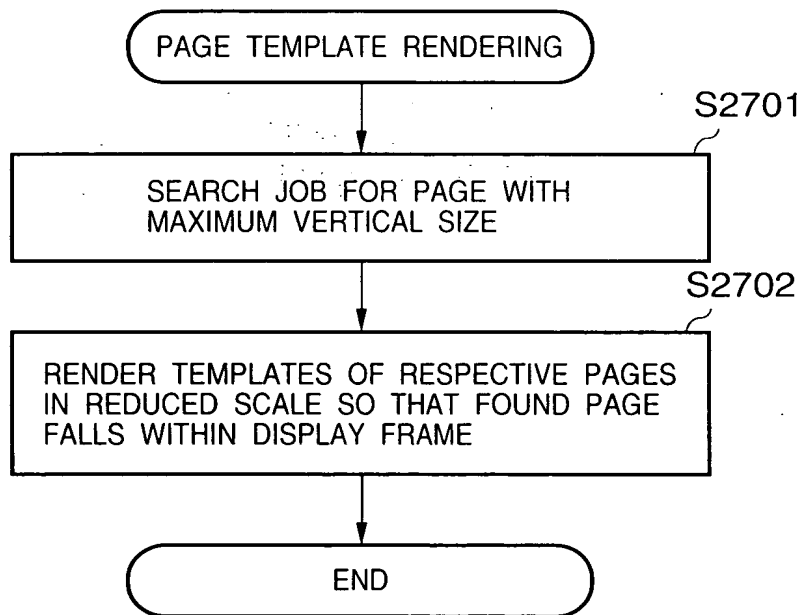 PAGE TEMPLATE RENDERING
S2701
SEARCH JOB FOR PAGE WITH
MAXIMUM VERTICAL SIZE
S2702
RENDER TEMPLATES OF RESPECTIVE PAGES
IN REDUCED SCALE SO THAT FOUND PAGE
FALLS WITHIN DISPLAY FRAME
END